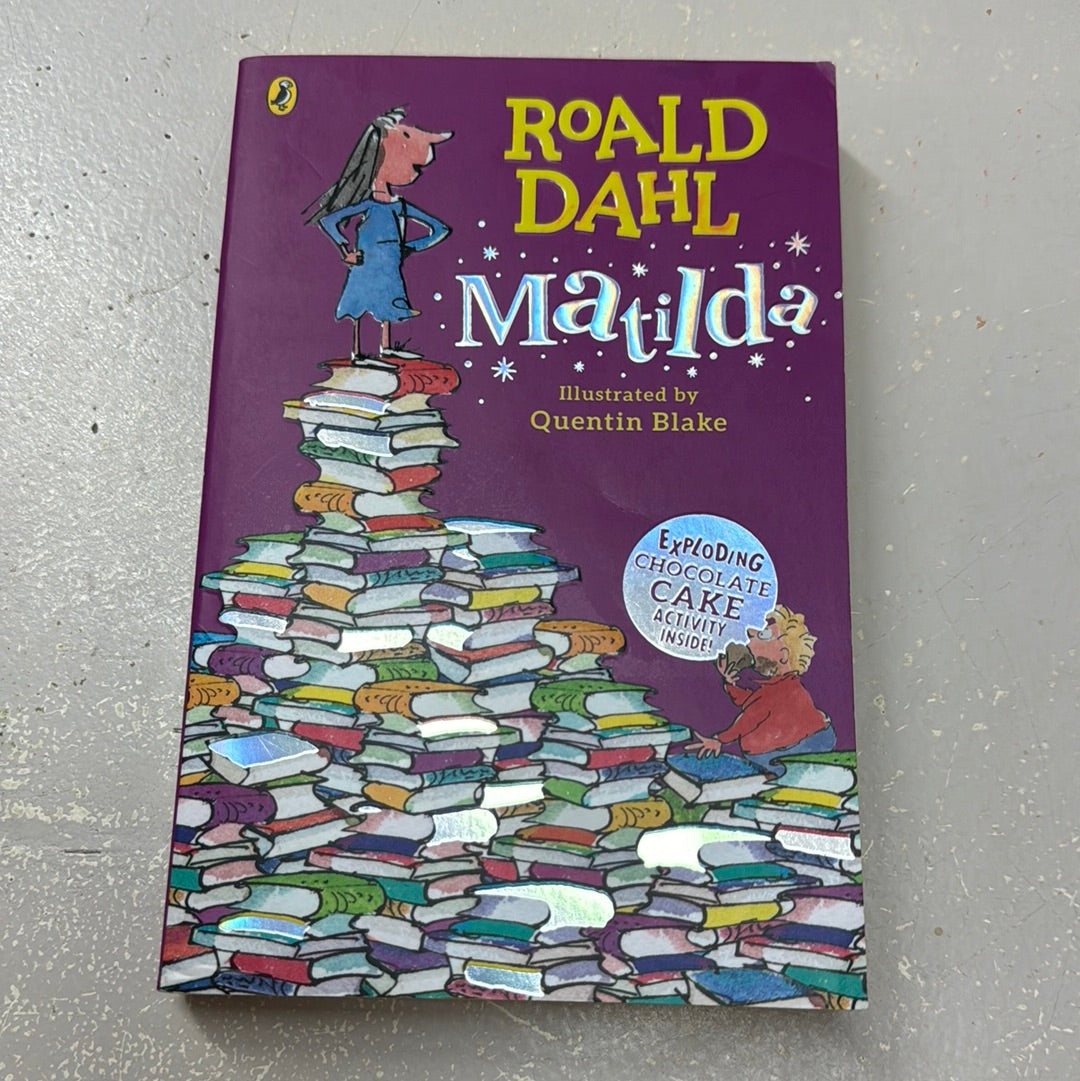 ROALD
DAHL
Matilda
Illustrated by
Quentin Blake
EXPLODING
CHOCOLATE
CAKE
ACTIVITY
INSIDE!